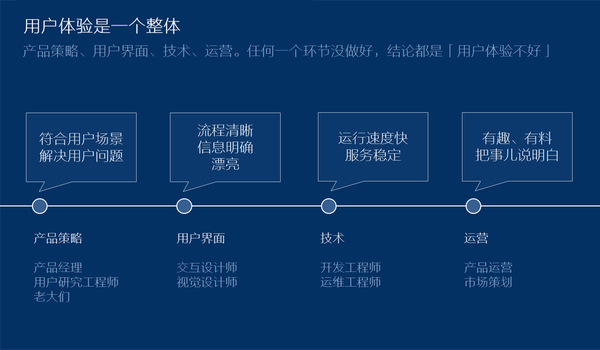 用户体验是一个整体
产品策略、用户界面、技术、运营。任何一个环节没做好，结论都是「用户体验不好」
符合用户场景
解决用户问题
流程清晰
信息明确
漂亮
运行速度快
服务稳定
有趣、有料
把事儿说明白
产品策略
用户界面
技术
运营
产品经理
用户研究工程师
老大们
交互设计师
视觉设计师
开发工程师
运维工程师
产品运营
市场策划